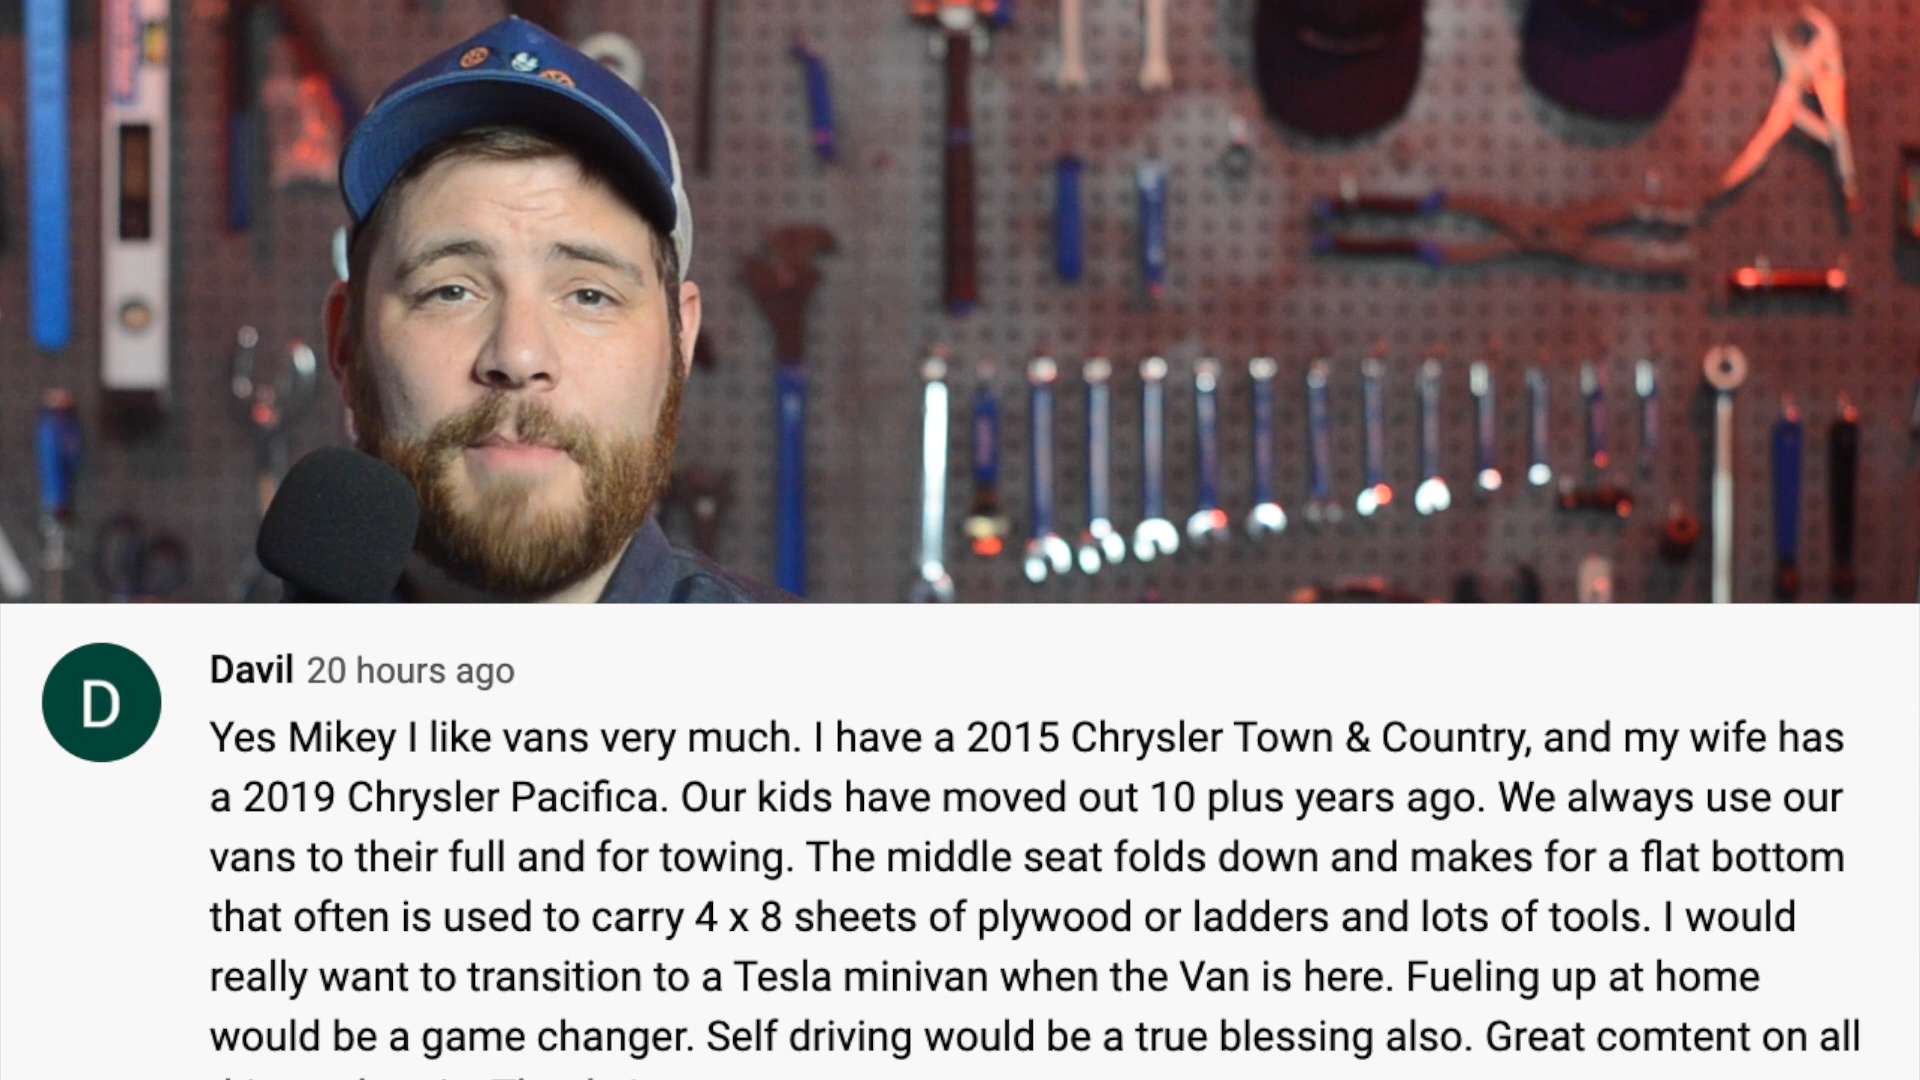 D
Davil 20 hours ago
Yes Mikey I like vans very much. I have a 2015 Chrysler Town & Country, and my wife has
a 2019 Chrysler Pacifica. Our kids have moved out 10 plus years ago. We always use our
vans to their full and for towing. The middle seat folds down and makes for a flat bottom
that often is used to carry 4 x 8 sheets of plywood or ladders and lots of tools. I would
really want to transition to a Tesla minivan when the Van is here. Fueling up at home
would be a game changer. Self driving would be a true blessing also. Great comtent on all